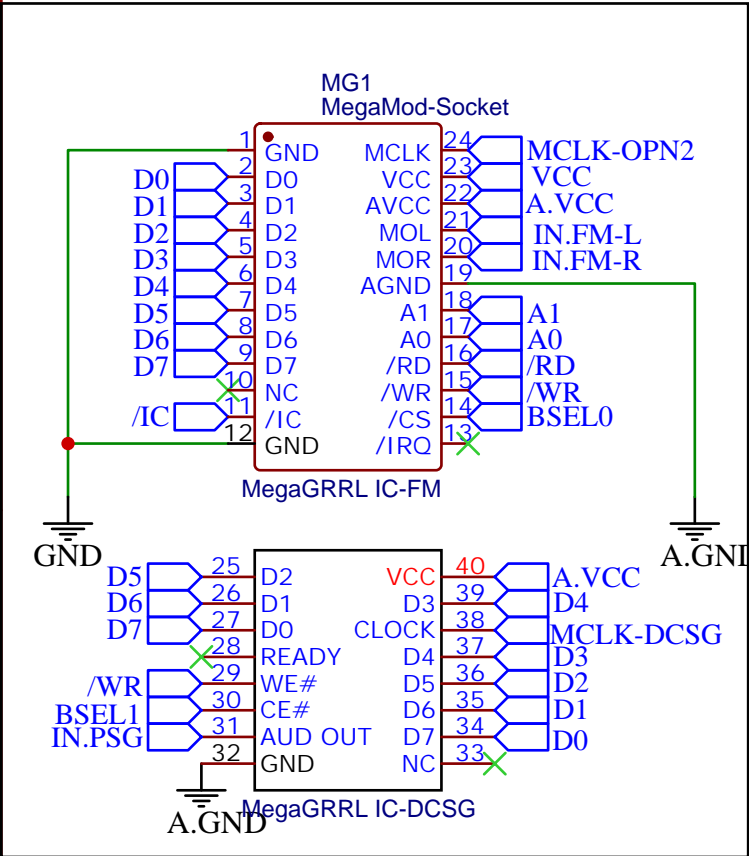 MG1
MegaMod-Socket
1 GND MCLK 24 MCLK-OPN2
D0 2 D0 VCC 23 VCC
D1 3 D1 AVCC 22 A.VCC
D2 4 D2 MOL 21 IN.FM-L
D3 5 D3 MOR 20 IN.FM-R
D4 6 D4 AGND 19
D5 7 D5 A1 18 A1
D6 8 D6 A0 17 A0
D7 9 D7 /RD 16 /RD
10 NC /WR 15 /WR
/IC 11 /IC /CS 14 BSEL0
12 GND /IRQ 13
MegaGRRL IC-FM
GND A.GND
D5 25 D2 VCC 40 A.VCC
D6 26 D1 D3 39 D4
D7 27 D0 CLOCK 38 MCLK-DCSG
28 READY D4 37 D3
/WR 29 WE# D5 36 D2
BSEL1 30 CE# D6 35 D1
IN.PSG 31 AUD OUT D7 34 D0
32 GND NC 33
A.GND
MegaGRRL IC-DCSG